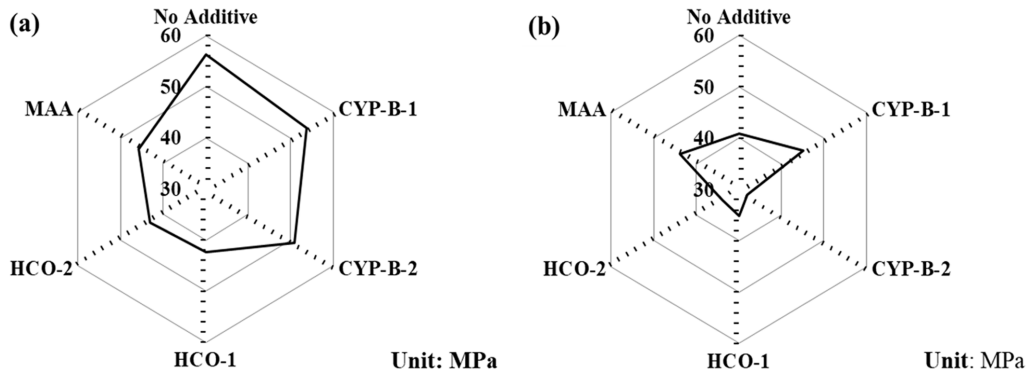 (a)
No Additive
60
50
40
30
MAA
CYP-B-1
HCO-2
CYP-B-2
HCO-1
Unit: MPa
(b)
No Additive
60
50
40
30
MAA
CYP-B-1
HCO-2
CYP-B-2
HCO-1
Unit: MPa